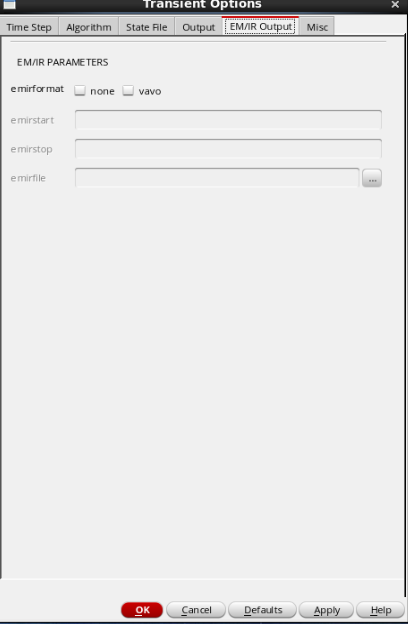 Transient Options
Time Step Algorithm State File Output EM/IR Output Misc
EM/IR PARAMETERS
emirformat none vavo
emirstart
emirstop
emirfile ...
OK Cancel Defaults Apply Help